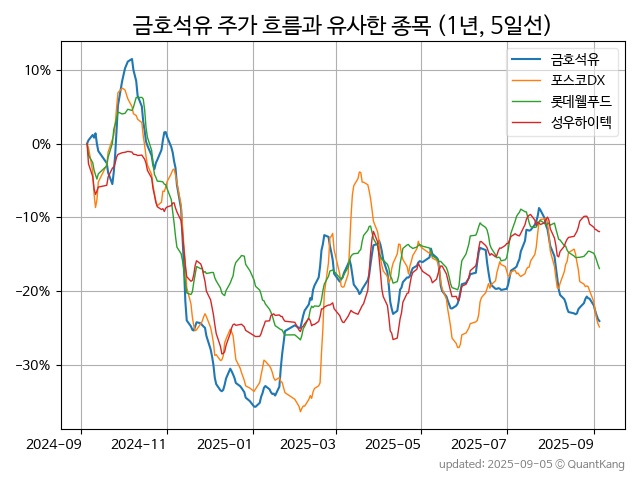 금호석유 주가 흐름과 유사한 종목 (1년, 5일선)
금호석유
포스코DX
롯데웰푸드
성우하이텍
10%
0%
−10%
−20%
−30%
2024-09 2024-11 2025-01 2025-03 2025-05 2025-07 2025-09
updated: 2025-09-05 © QuantKang